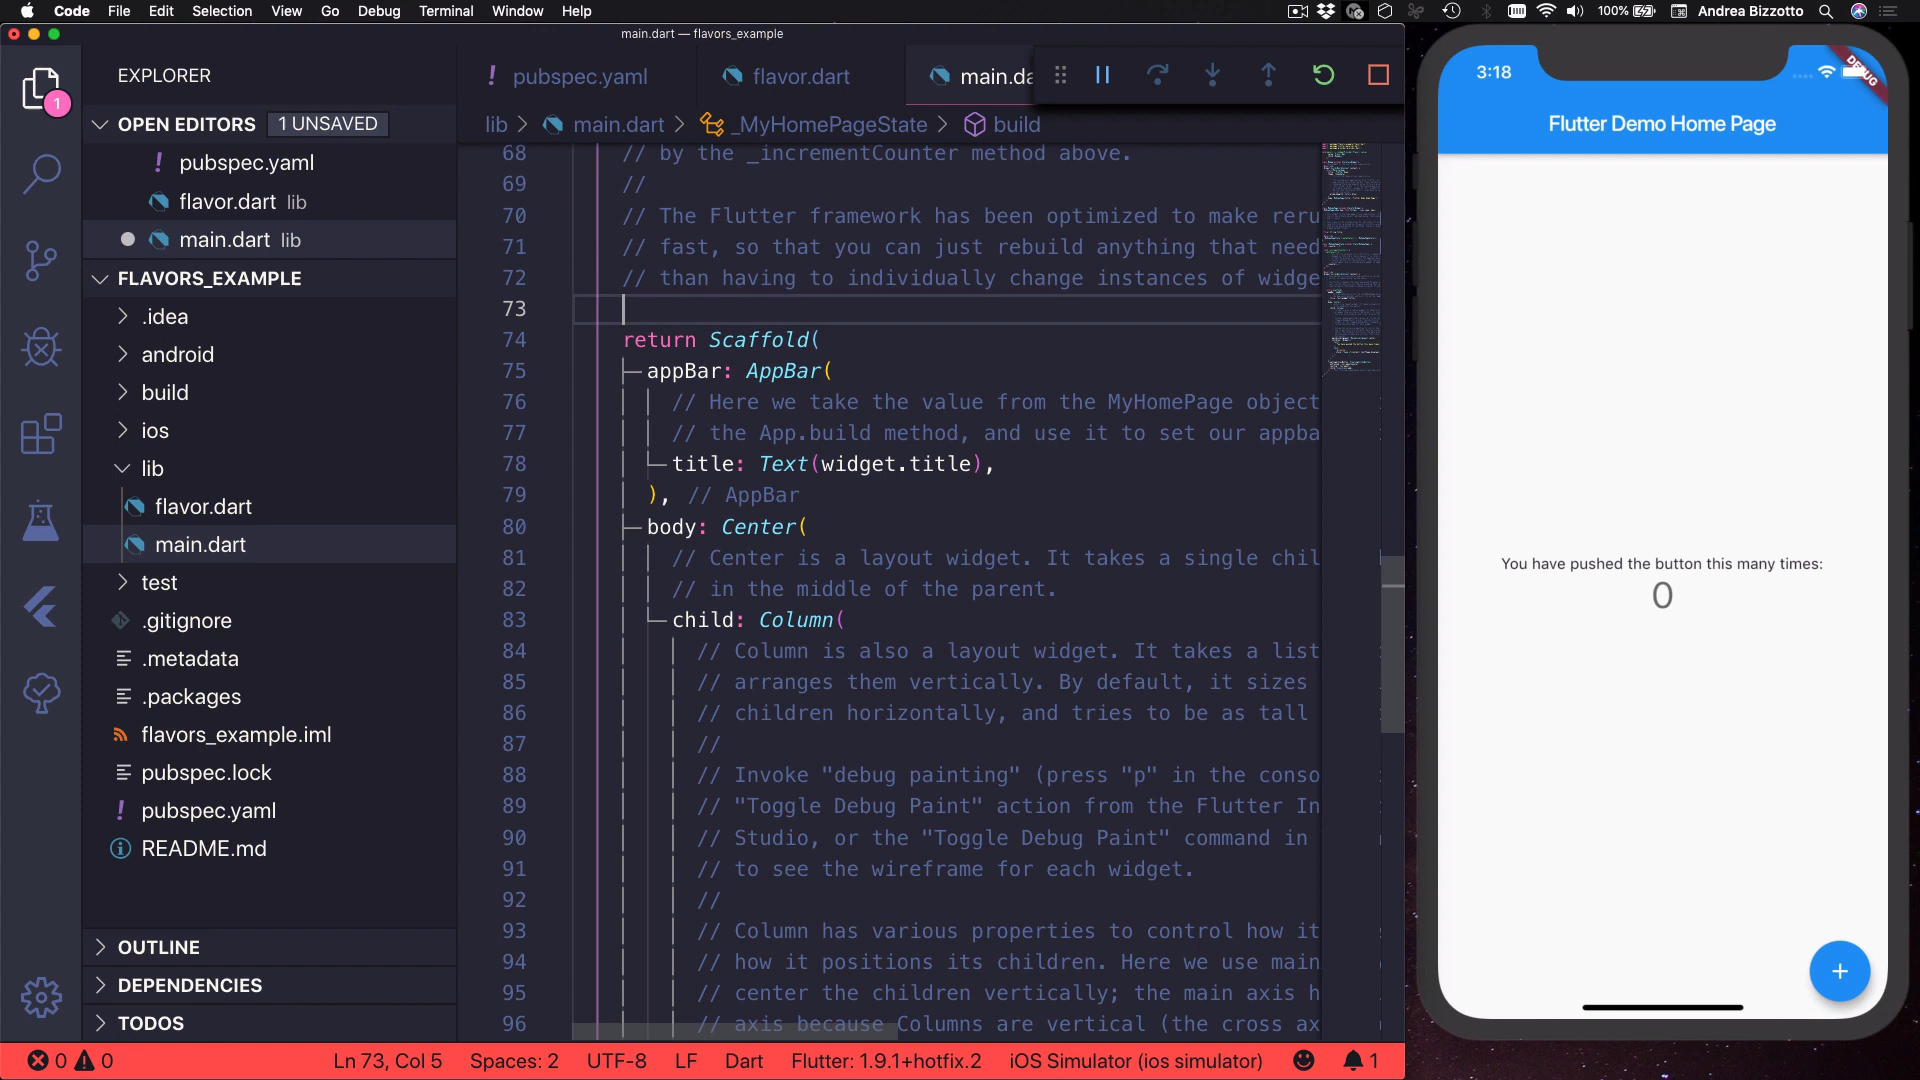 Code File Edit Selection View Go Debug Terminal Window Help 100% Andrea Bizzotto
main.dart — flavors_example
EXPLORER
1
OPEN EDITORS 1 UNSAVED
! pubspec.yaml
flavor.dart lib
main.dart lib
FLAVORS_EXAMPLE
.idea
android
build
ios
lib
flavor.dart
main.dart
test
.gitignore
.metadata
.packages
flavors_example.iml
pubspec.lock
! pubspec.yaml
README.md
OUTLINE
DEPENDENCIES
TODOS
! pubspec.yaml flavor.dart main.da
lib > main.dart > _MyHomePageState > build
68 // by the _incrementCounter method above.
69 //
70 // The Flutter framework has been optimized to make reru
71 // fast, so that you can just rebuild anything that need
72 // than having to individually change instances of widge
73
74 return Scaffold(
75 appBar: AppBar(
76 // Here we take the value from the MyHomePage object
77 // the App.build method, and use it to set our appba
78 title: Text(widget.title),
79 ), // AppBar
80 body: Center(
81 // Center is a layout widget. It takes a single chil
82 // in the middle of the parent.
83 child: Column(
84 // Column is also a layout widget. It takes a list
85 // arranges them vertically. By default, it sizes
86 // children horizontally, and tries to be as tall
87 //
88 // Invoke "debug painting" (press "p" in the conso
89 // "Toggle Debug Paint" action from the Flutter In
90 // Studio, or the "Toggle Debug Paint" command in
91 // to see the wireframe for each widget.
92 //
93 // Column has various properties to control how it
94 // how it positions its children. Here we use main
95 // center the children vertically; the main axis h
96 // axis because Columns are vertical (the cross ax
0 0 Ln 73, Col 5 Spaces: 2 UTF-8 LF Dart Flutter: 1.9.1+hotfix.2 iOS Simulator (ios simulator) 1
3:18
DEBUG
Flutter Demo Home Page
You have pushed the button this many times:
0
+